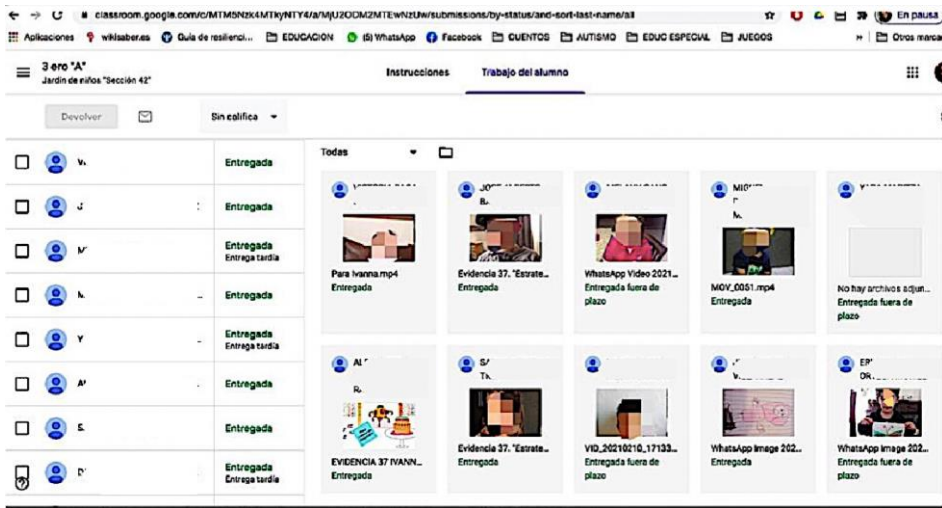 classroom.google.com/c/MTM5Nzk4MTkyNTY4/a/MjU2ODM2MTEwNzUw/submissions/by-status/and-sort-last-name/all
En pausa
Aplicaciones wikisaber.es Guia de resilienci... EDUCACION (5) WhatsApp Facebook CUENTOS AUTISMO EDUC ESPECIAL JUEGOS » Otros marca
3 ero "A"
Jardín de niños "Sección 42"
Instrucciones Trabajo del alumno
Devolver Sin califica
Todas
Entregada
Entregada
Entregada
Entrega tardía
Entregada
Entregada
Entrega tardía
Entregada
Entregada
Entregada
Entrega tardía
Para Ivanna.mp4
Entregada
Evidencia 37. "Estrate...
Entregada
WhatsApp Video 2021...
Entregada fuera de
plazo
MOV_0051.mp4
Entregada
No hay archivos adjun...
Entregada fuera de
plazo
EVIDENCIA 37 IVANN...
Entregada
Evidencia 37. "Estrate...
Entregada
VID_20210210_17133...
Entregada fuera de
plazo
WhatsApp Image 202...
Entregada
WhatsApp Image 202...
Entregada fuera de
plazo